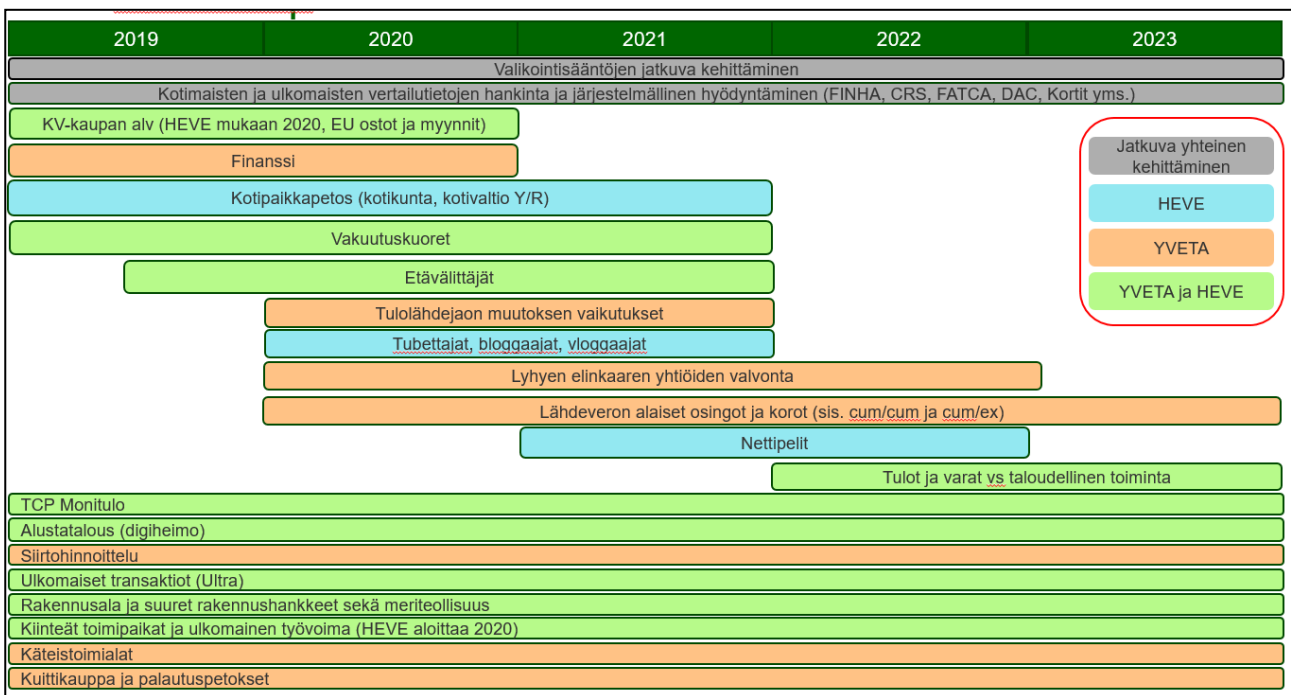 2019 2020 2021 2022 2023
Valikointisääntöjen jatkuva kehittäminen
Kotimaisten ja ulkomaisten vertailutietojen hankinta ja järjestelmällinen hyödyntäminen (FINHA, CRS, FATCA, DAC, Kortit yms.)
KV-kaupan alv (HEVE mukaan 2020, EU ostot ja myynnit)
Finanssi
Kotipaikkapetos (kotikunta, kotivaltio Y/R)
Vakuutuskuoret
Etävälittäjät
Tulolähdejaon muutoksen vaikutukset
Tubettajat, bloggaajat, vloggaajat
Lyhyen elinkaaren yhtiöiden valvonta
Lähdeveron alaiset osingot ja korot (sis. cum/cum ja cum/ex)
Nettipelit
Tulot ja varat vs taloudellinen toiminta
TCP Monitulo
Alustatalous (digiheimo)
Siirtohinnoittelu
Ulkomaiset transaktiot (Ultra)
Rakennusala ja suuret rakennushankkeet sekä meriteollisuus
Kiinteät toimipaikat ja ulkomainen työvoima (HEVE aloittaa 2020)
Käteistoimialat
Kuittikauppa ja palautuspetokset
Jatkuva yhteinen
kehittäminen
HEVE
YVETA
YVETA ja HEVE